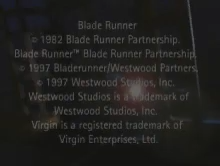 Blade Runner
© 1982 Blade Runner Partnership.
Blade Runner™ Blade Runner Partnership.
© 1997 Bladerunner/Westwood Partners.
© 1997 Westwood Studios, Inc.
Westwood Studios is a trademark of
Westwood Studios, Inc.
Virgin is a registered trademark of
Virgin Enterprises, Ltd.